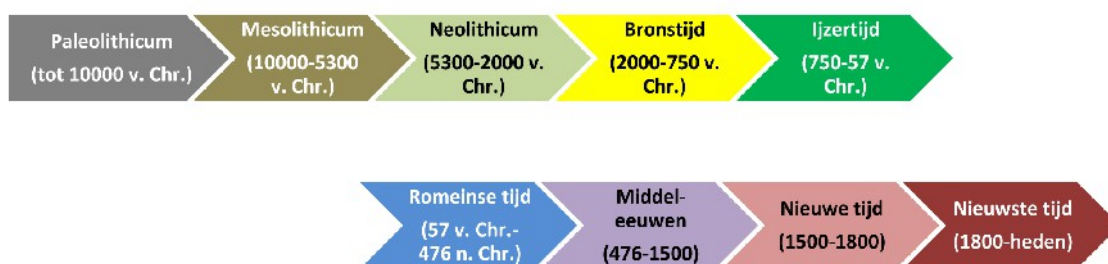 Paleolithicum
(tot 10000 v. Chr.)
Mesolithicum
(10000-5300
v. Chr.)
Neolithicum
(5300-2000 v.
Chr.)
Bronstijd
(2000-750 v.
Chr.)
Ijzertijd
(750-57 v.
Chr.)
Romeinse tijd
(57 v. Chr.-
476 n. Chr.)
Middel-
eeuwen
(476-1500)
Nieuwe tijd
(1500-1800)
Nieuwste tijd
(1800-heden)